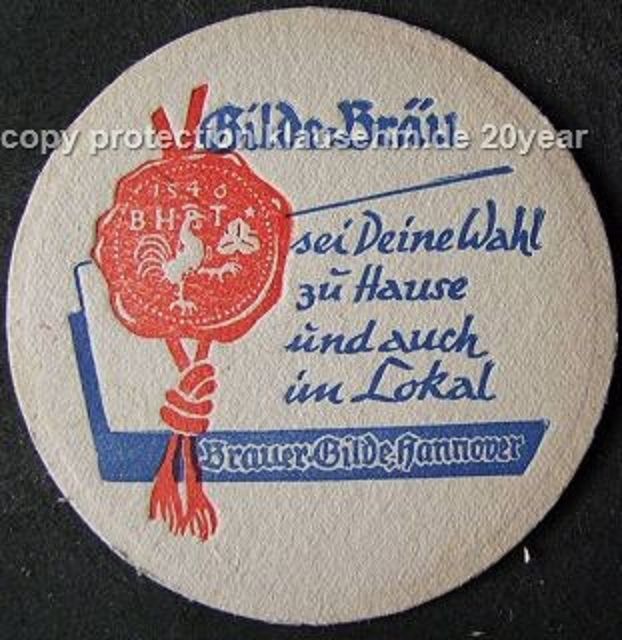 Gilde-Bräu
copy protection klausehm.de 20year
1546
BHBT
sei Deine Wahl
zu Hause
und auch
im Lokal
Brauer-Gilde, Hannover